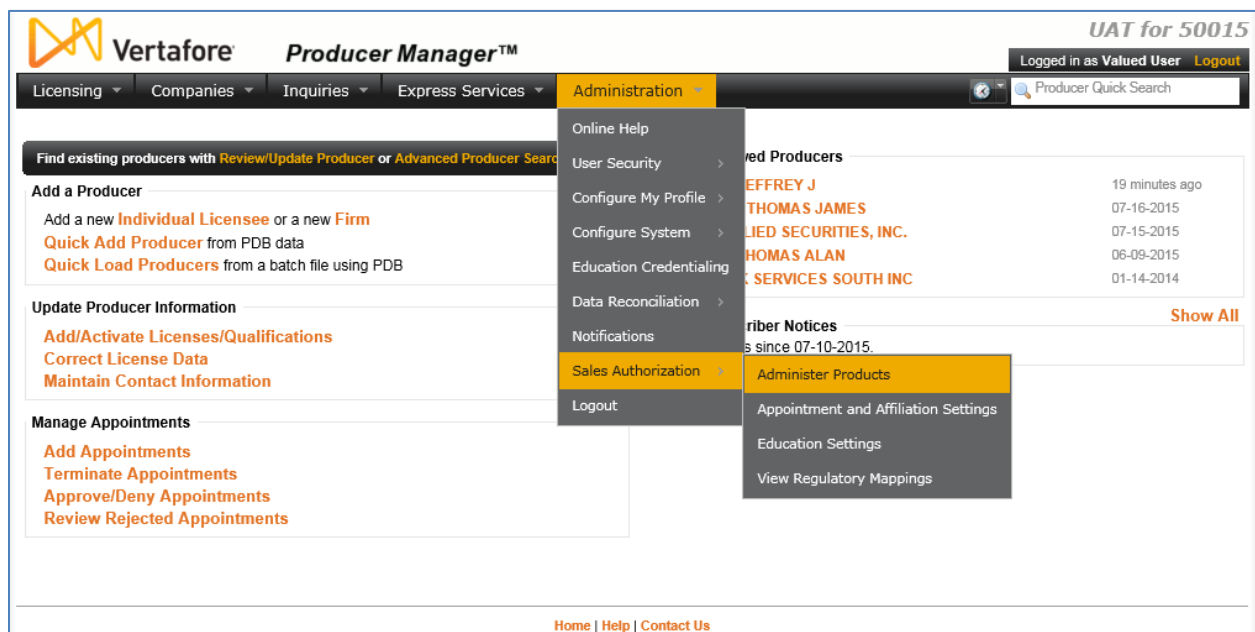 UAT for 50015
Vertafore Producer Manager™
Logged in as Valued User Logout
Licensing Companies Inquiries Express Services Administration Producer Quick Search
Find existing producers with Review/Update Producer or Advanced Producer
Add a Producer
Add a new Individual Licensee or a new Firm
Quick Add Producer from PDB data
Quick Load Producers from a batch file using PDB
Update Producer Information
Add/Activate Licenses/Qualifications
Correct License Data
Maintain Contact Information
Manage Appointments
Add Appointments
Terminate Appointments
Approve/Deny Appointments
Review Rejected Appointments
Online Help
User Security
Configure My Profile
Configure System
Education Credentialing
Data Reconciliation
Notifications
Sales Authorization
Logout
Administer Products
Appointment and Affiliation Settings
Education Settings
View Regulatory Mappings
Producers
J 19 minutes ago
THOMAS JAMES 07-16-2015
SECURITIES, INC. 07-15-2015
ALAN 06-09-2015
SERVICES SOUTH INC 01-14-2014
Show All
Notices
since 07-10-2015.
Home | Help | Contact Us